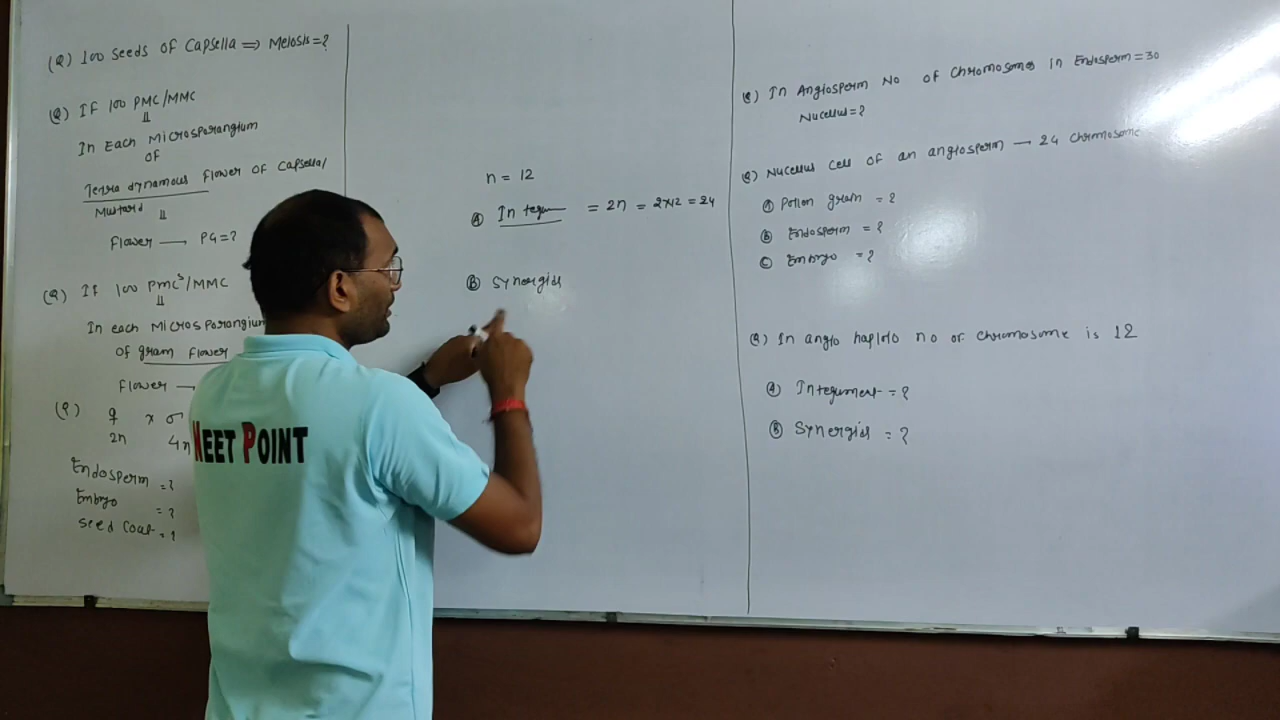 (Q) 100 seeds of Capsella ⇒ Meiosis = ?
(Q) IF 100 PMC/MMC
In Each Microsporangium
OF
Tetra dynamous Flower OF Capsella/
Mustard
Flower → PG = ?
(Q) IF 100 PMC's/MMC
In each Microsporangium
of gram Flower
Flower →
(Q) ♀ x ♂
2n 4n
Endosperm = ?
Embryo = ?
Seed Coat = ?
n = 12
(A) Integu = 2n = 2x12 = 24
(B) Synergids
NEET POINT
(Q) In Angiosperm No of Chromosomes in Endosperm = 30
Nucellus = ?
(Q) Nucellus cell of an angiosperm — 24 Chromosome
(A) Pollen grain = ?
(B) Endosperm = ?
(C) Embryo = ?
(Q) In angio haploid no of chromosome is 12
(A) Integument = ?
(B) Synergids = ?